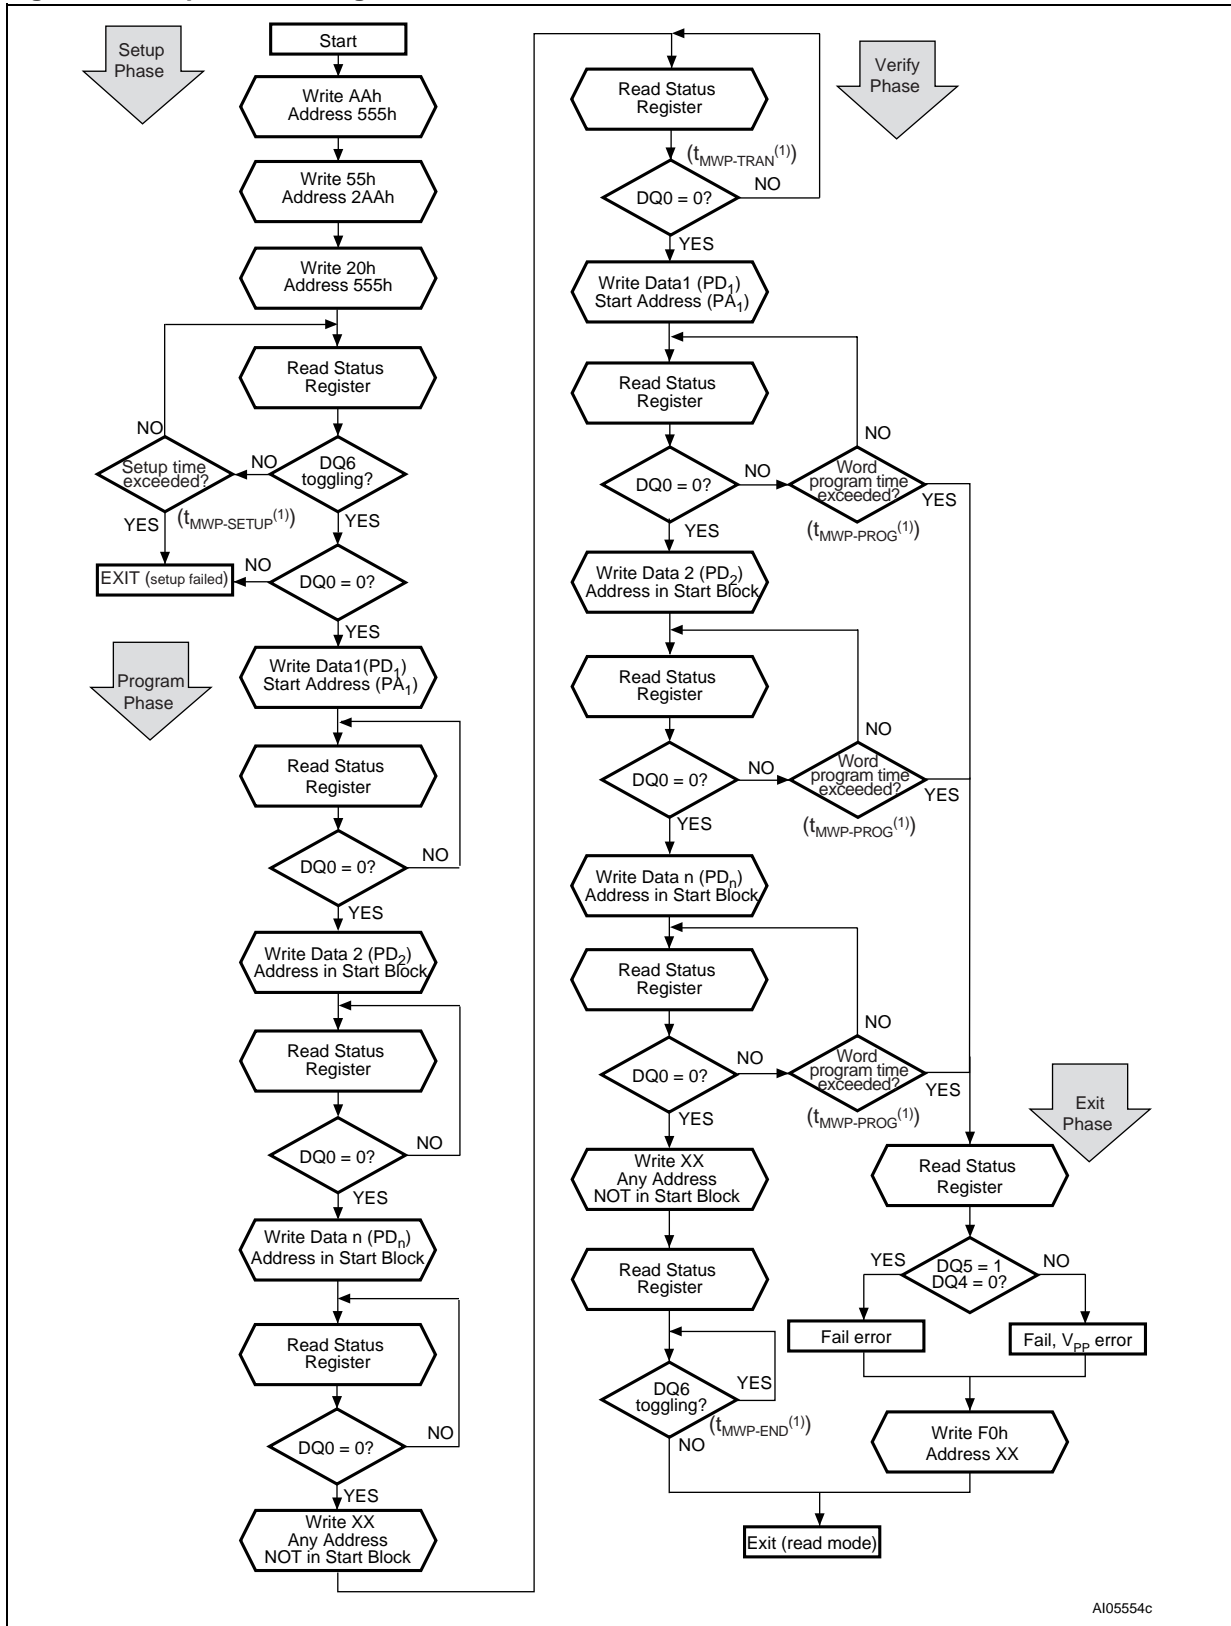 Setup
Phase
Start
Write AAh
Address 555h
Write 55h
Address 2AAh
Write 20h
Address 555h
Read Status
Register
NO
Setup time
exceeded?
NO
DQ6
toggling?
YES
(tMWP-SETUP(1))
YES
EXIT (setup failed)
NO
DQ0 = 0?
YES
Program
Phase
Write Data1(PD1)
Start Address (PA1)
Read Status
Register
DQ0 = 0?
NO
YES
Write Data 2 (PD2)
Address in Start Block
Read Status
Register
DQ0 = 0?
NO
YES
Write Data n (PDn)
Address in Start Block
Read Status
Register
DQ0 = 0?
NO
YES
Write XX
Any Address
NOT in Start Block
Verify
Phase
Read Status
Register
(tMWP-TRAN(1))
DQ0 = 0?
NO
YES
Write Data1 (PD1)
Start Address (PA1)
Read Status
Register
NO
DQ0 = 0?
NO
Word
program time
exceeded?
YES
(tMWP-PROG(1))
YES
Write Data 2 (PD2)
Address in Start Block
Read Status
Register
NO
DQ0 = 0?
NO
Word
program time
exceeded?
YES
(tMWP-PROG(1))
YES
Write Data n (PDn)
Address in Start Block
Read Status
Register
NO
DQ0 = 0?
NO
Word
program time
exceeded?
YES
(tMWP-PROG(1))
YES
Write XX
Any Address
NOT in Start Block
Read Status
Register
DQ6
toggling?
YES
(tMWP-END(1))
NO
Exit
Phase
Read Status
Register
YES
DQ5 = 1
DQ4 = 0?
NO
Fail error
Fail, VPP error
Write F0h
Address XX
Exit (read mode)
AI05554c